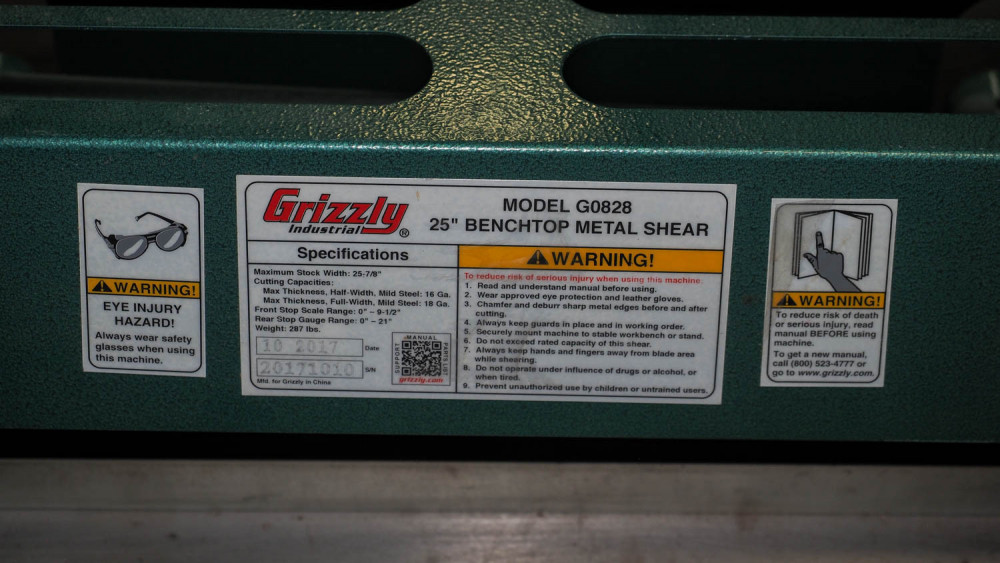 WARNING!
EYE INJURY
HAZARD!
Always wear safety
glasses when using
this machine.
Grizzly
Industrial®
MODEL G0828
25" BENCHTOP METAL SHEAR
Specifications
Maximum Stock Width: 25-7/8"
Cutting Capacities:
Max Thickness, Half-Width, Mild Steel: 16 Ga.
Max Thickness, Full-Width, Mild Steel: 18 Ga.
Front Stop Scale Range: 0" ~ 9-1/2"
Rear Stop Gauge Range: 0" ~ 21"
Weight: 287 lbs.
10 2017 Date
20171010 S/N
Mfd. for Grizzly in China
MANUAL
SUPPORT
PARTS LIST
grizzly.com
WARNING!
To reduce risk of serious injury when using this machine:
1. Read and understand manual before using.
2. Wear approved eye protection and leather gloves.
3. Chamfer and deburr sharp metal edges before and after
cutting.
4. Always keep guards in place and in working order.
5. Securely mount machine to stable workbench or stand.
6. Do not exceed rated capacity of this shear.
7. Always keep hands and fingers away from blade area
while shearing.
8. Do not operate under influence of drugs or alcohol, or
when tired.
9. Prevent unauthorized use by children or untrained users.
WARNING!
To reduce risk of death
or serious injury, read
manual BEFORE using
machine.
To get a new manual,
call (800) 523-4777 or
go to www.grizzly.com.